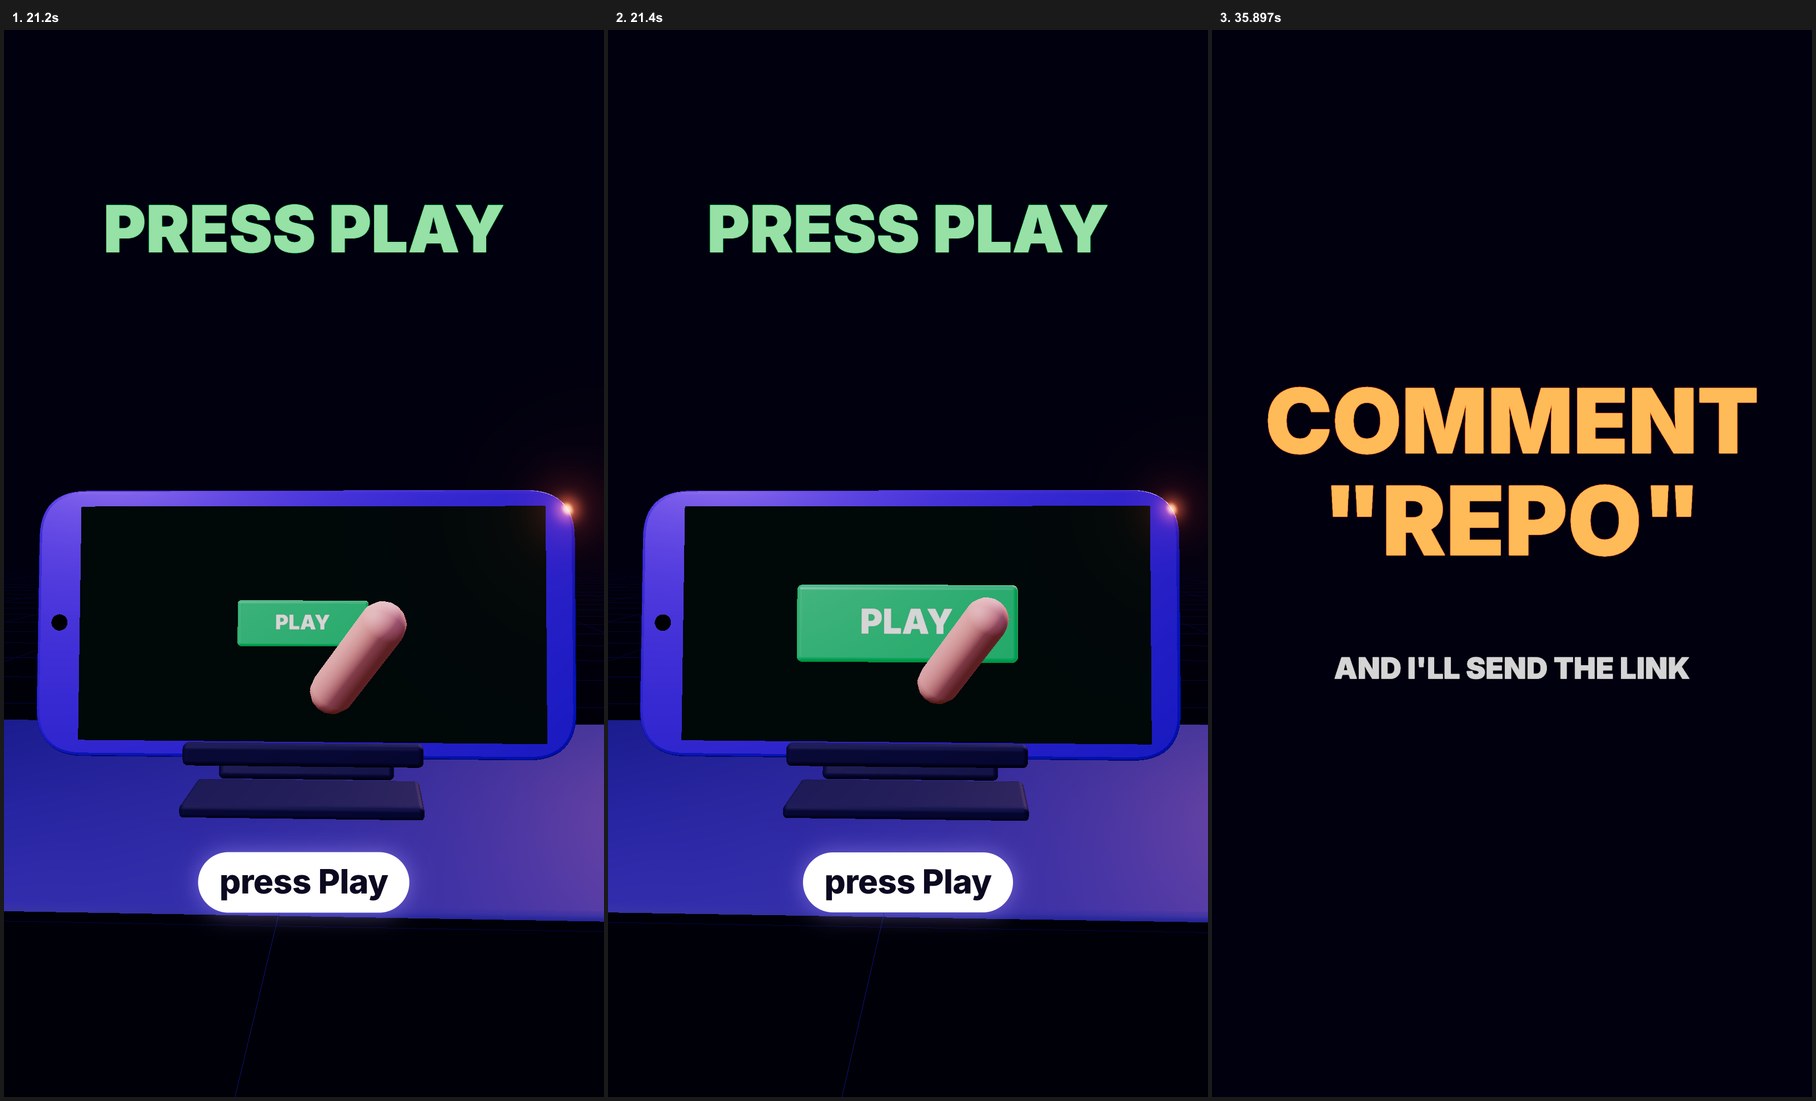 1. 21.2s
PRESS PLAY
PLAY
press Play
2. 21.4s
PRESS PLAY
PLAY
press Play
3. 35.897s
COMMENT
"REPO"
AND I'LL SEND THE LINK